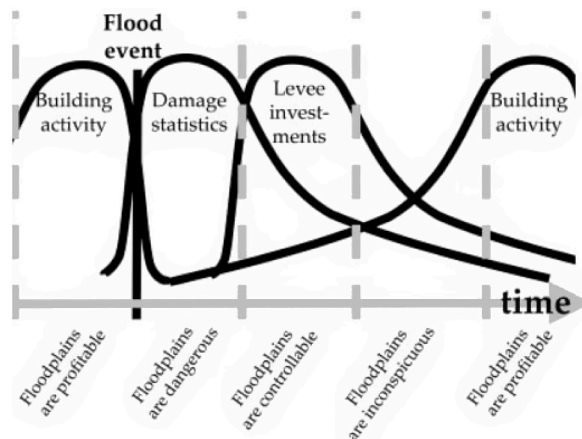 Flood
event
Building
activity
Damage
statistics
Levee
invest-
ments
Building
activity
time
Floodplains
are profitable
Floodplains
are dangerous
Floodplains
are controllable
Floodplains
are inconspicuous
Floodplains
are profitable